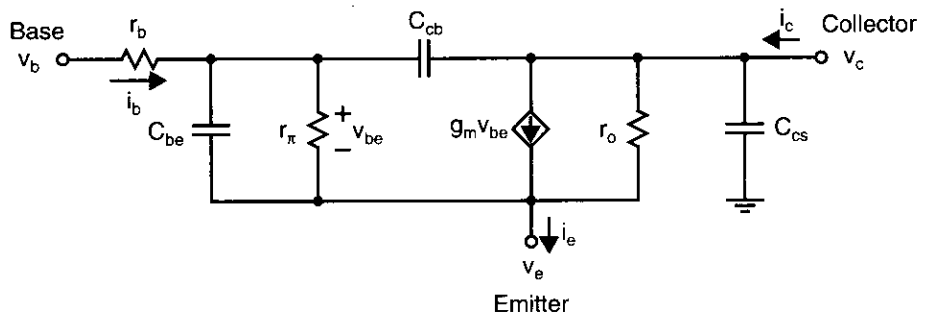 Base
v_b
r_b
i_b
C_be
r_π
+
v_be
−
C_cb
g_m v_be
r_o
i_c
Collector
v_c
C_cs
i_e
v_e
Emitter